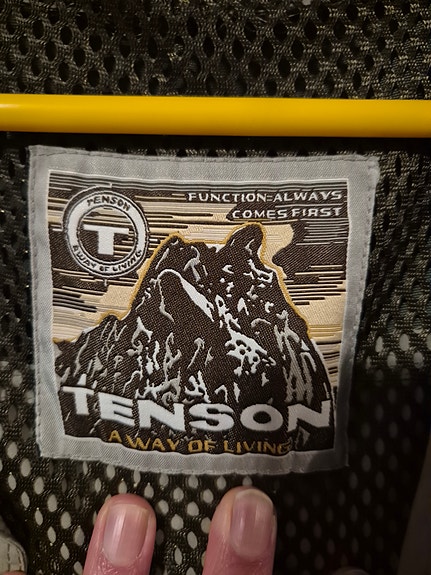 FUNCTION-ALWAYS
COMES FIRST
TENSON
T
A WAY OF LIVING
TENSON
A WAY OF LIVING